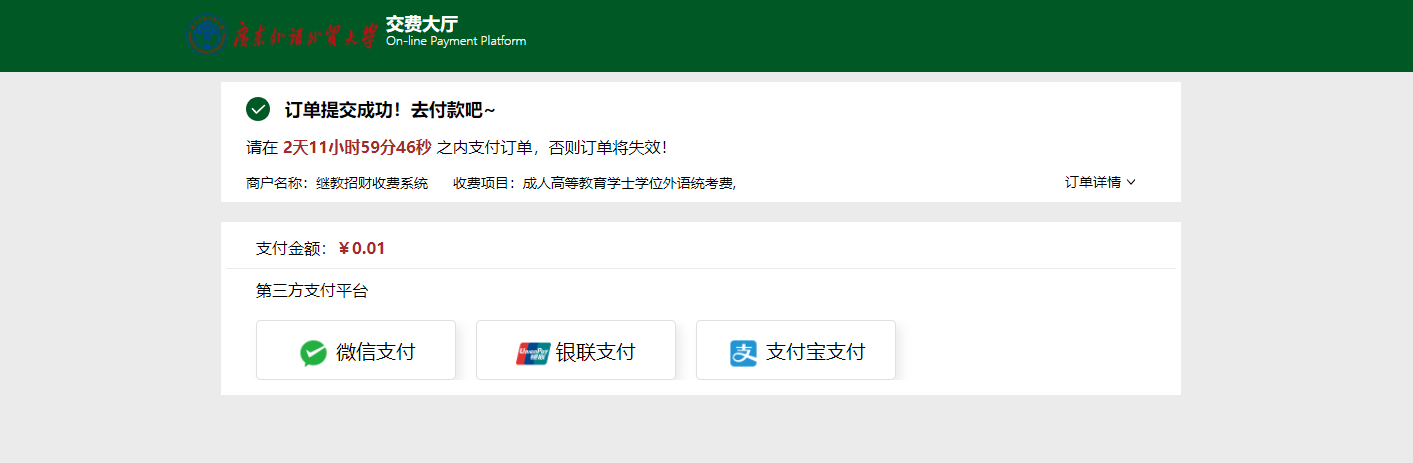 广东外语外贸大学
交费大厅
On-line Payment Platform
订单提交成功！去付款吧~
请在 2天11小时59分46秒 之内支付订单，否则订单将失效！
商户名称：继教招财收费系统 收费项目：成人高等教育学士学位外语统考费,
订单详情
支付金额：￥0.01
第三方支付平台
微信支付
UnionPay
银联
银联支付
支
支付宝支付